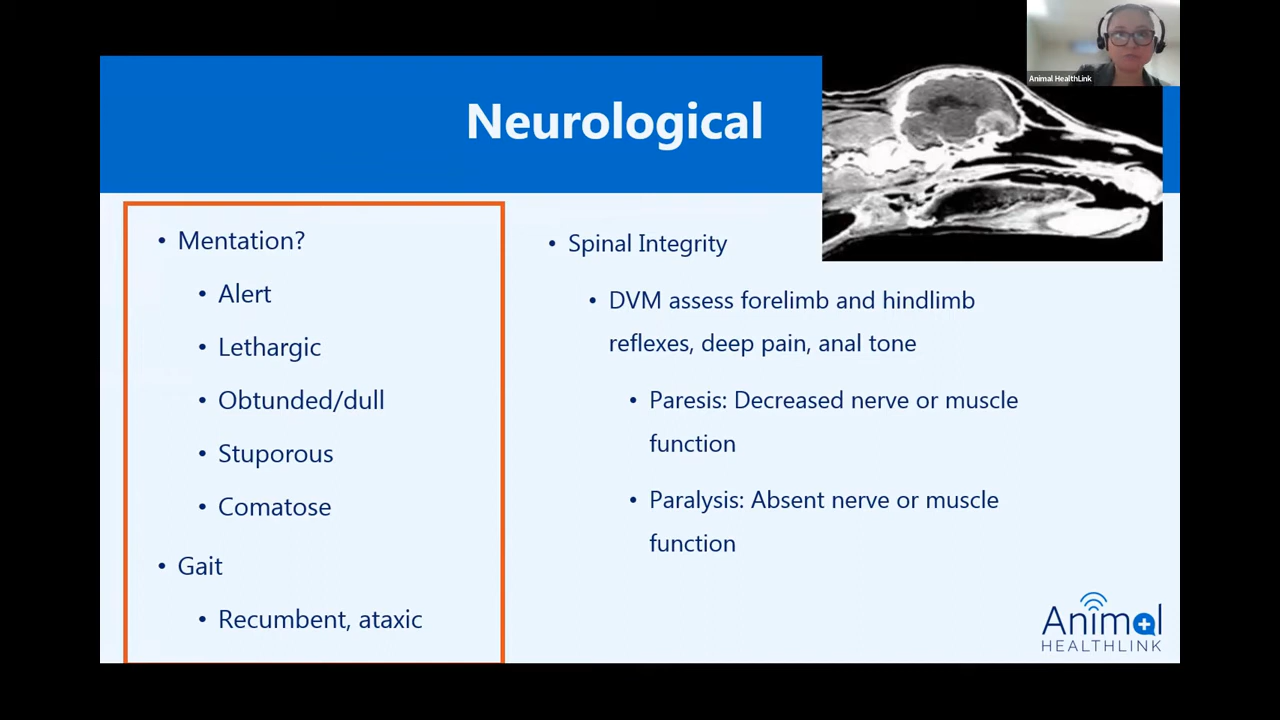 Animal HealthLink
Neurological
• Mentation?
• Alert
• Lethargic
• Obtunded/dull
• Stuporous
• Comatose
• Gait
• Recumbent, ataxic
• Spinal Integrity
• DVM assess forelimb and hindlimb
reflexes, deep pain, anal tone
• Paresis: Decreased nerve or muscle
function
• Paralysis: Absent nerve or muscle
function
Animal
HEALTHLINK